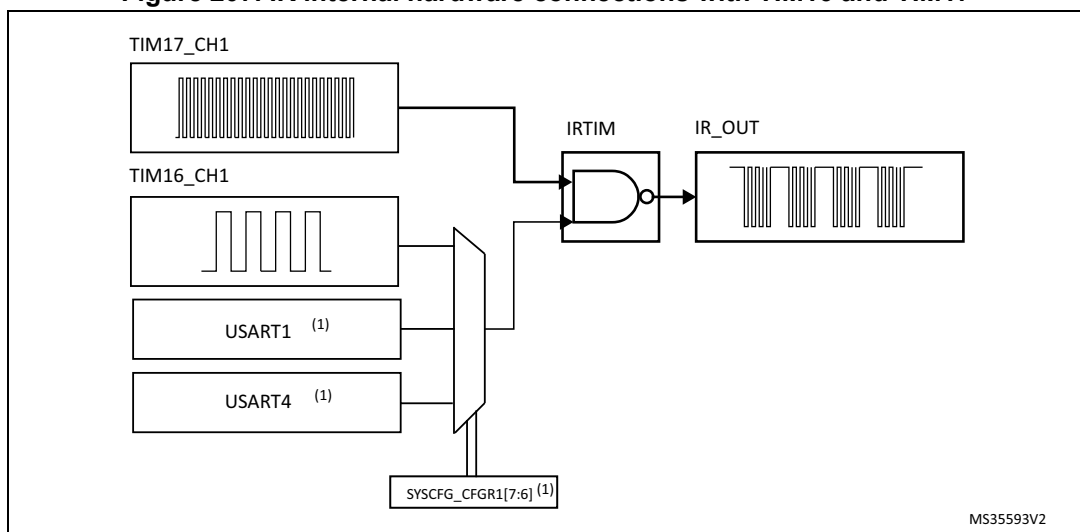 TIM17_CH1
IRTIM
IR_OUT
TIM16_CH1
USART1 (1)
USART4 (1)
SYSCFG_CFGR1[7:6] (1)
MS35593V2